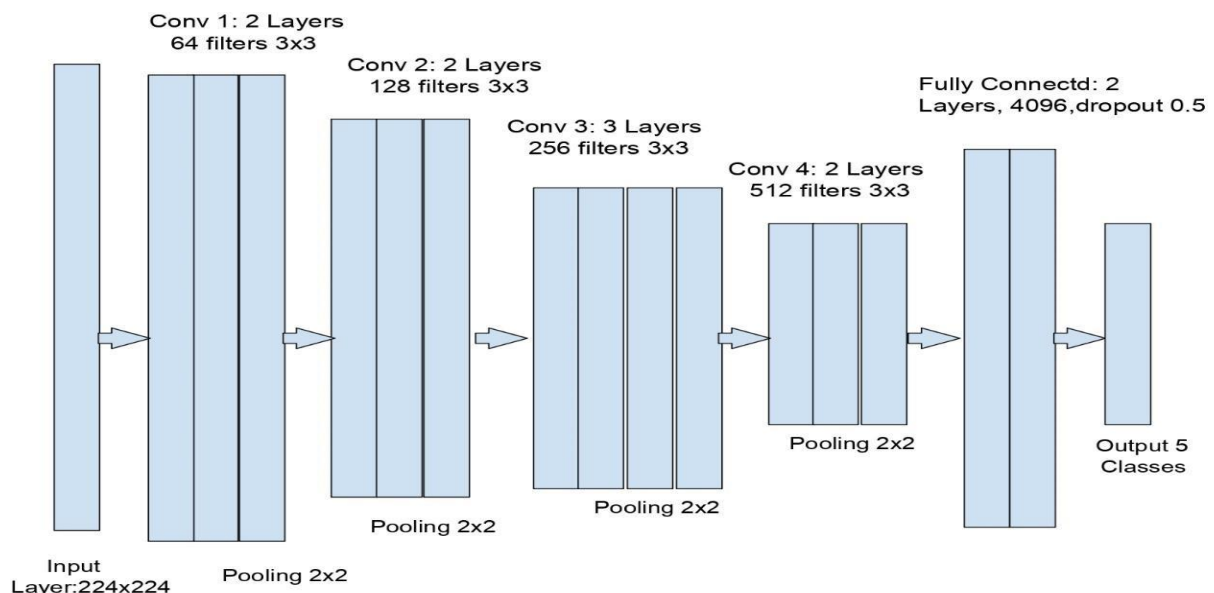 Conv 1: 2 Layers
64 filters 3x3
Conv 2: 2 Layers
128 filters 3x3
Conv 3: 3 Layers
256 filters 3x3
Conv 4: 2 Layers
512 filters 3x3
Fully Connectd: 2
Layers, 4096,dropout 0.5
Input
Layer:224x224
Pooling 2x2
Pooling 2x2
Pooling 2x2
Pooling 2x2
Output 5
Classes